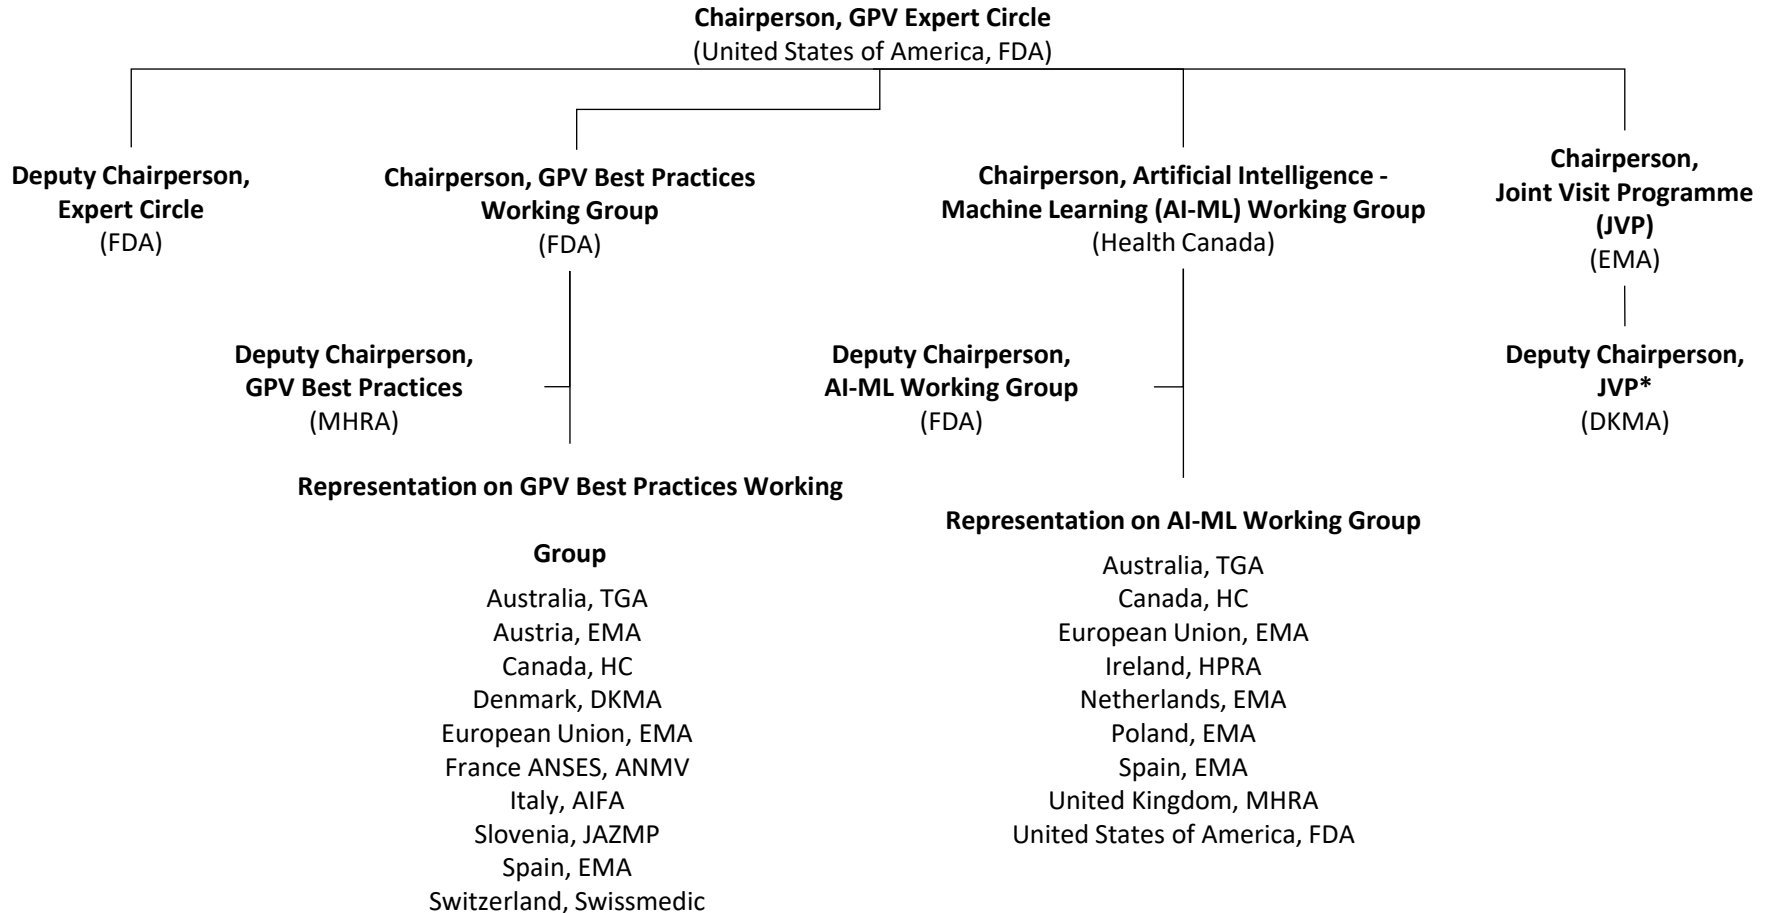 Chairperson, GPV Expert Circle
(United States of America, FDA)
Deputy Chairperson,
Expert Circle
(FDA)
Chairperson, GPV Best Practices
Working Group
(FDA)
Chairperson, Artificial Intelligence -
Machine Learning (AI-ML) Working Group
(Health Canada)
Chairperson,
Joint Visit Programme
(JVP)
(EMA)
Deputy Chairperson,
GPV Best Practices
(MHRA)
Deputy Chairperson,
AI-ML Working Group
(FDA)
Deputy Chairperson,
JVP*
(DKMA)
Representation on GPV Best Practices Working
Group
Australia, TGA
Austria, EMA
Canada, HC
Denmark, DKMA
European Union, EMA
France ANSES, ANMV
Italy, AIFA
Slovenia, JAZMP
Spain, EMA
Switzerland, Swissmedic
Representation on AI-ML Working Group
Australia, TGA
Canada, HC
European Union, EMA
Ireland, HPRA
Netherlands, EMA
Poland, EMA
Spain, EMA
United Kingdom, MHRA
United States of America, FDA